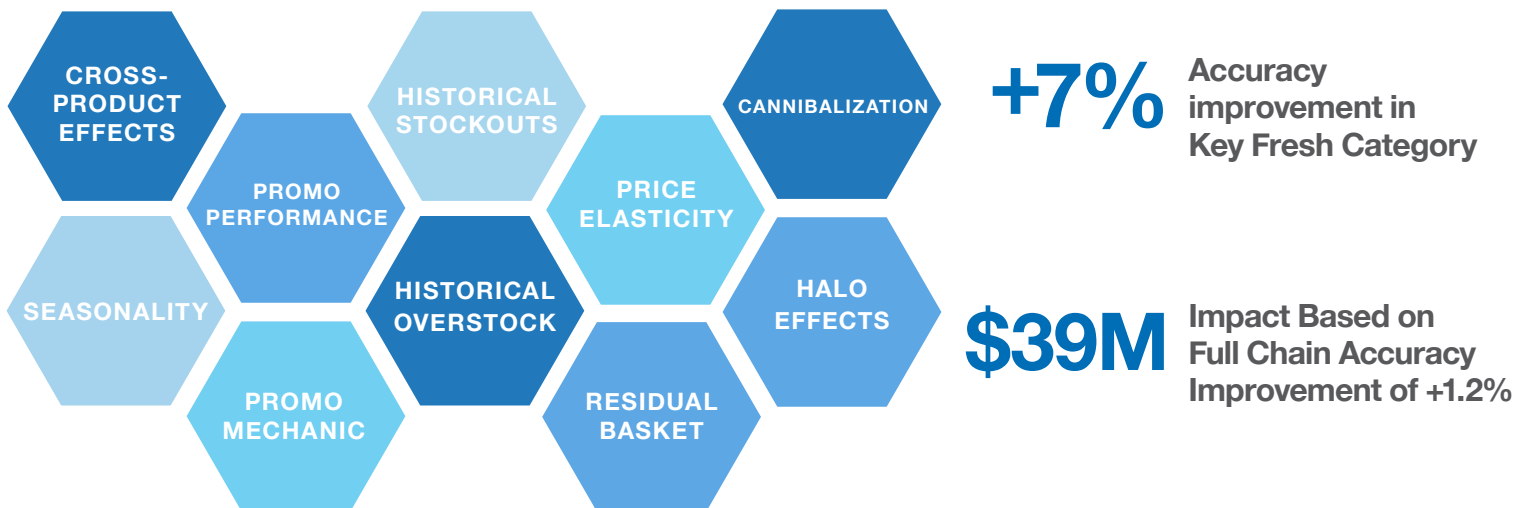 CROSS-
PRODUCT
EFFECTS
HISTORICAL
STOCKOUTS
CANNIBALIZATION
PROMO
PERFORMANCE
PRICE
ELASTICITY
SEASONALITY
HISTORICAL
OVERSTOCK
HALO
EFFECTS
PROMO
MECHANIC
RESIDUAL
BASKET
+7%
Accuracy
improvement in
Key Fresh Category
$39M
Impact Based on
Full Chain Accuracy
Improvement of +1.2%